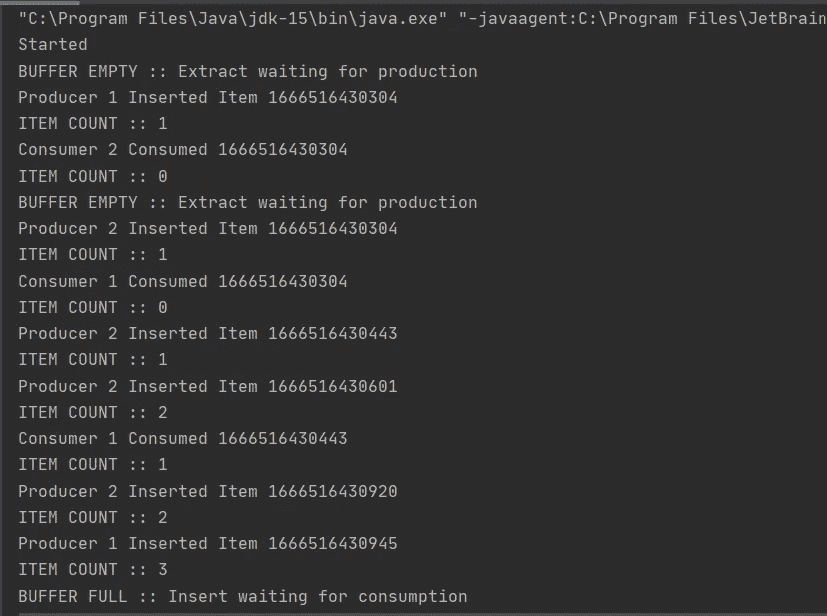 "C:\Program Files\Java\jdk-15\bin\java.exe" "-javaagent:C:\Program Files\JetBrain
Started
BUFFER EMPTY :: Extract waiting for production
Producer 1 Inserted Item 1666516430304
ITEM COUNT :: 1
Consumer 2 Consumed 1666516430304
ITEM COUNT :: 0
BUFFER EMPTY :: Extract waiting for production
Producer 2 Inserted Item 1666516430304
ITEM COUNT :: 1
Consumer 1 Consumed 1666516430304
ITEM COUNT :: 0
Producer 2 Inserted Item 1666516430443
ITEM COUNT :: 1
Producer 2 Inserted Item 1666516430601
ITEM COUNT :: 2
Consumer 1 Consumed 1666516430443
ITEM COUNT :: 1
Producer 2 Inserted Item 1666516430920
ITEM COUNT :: 2
Producer 1 Inserted Item 1666516430945
ITEM COUNT :: 3
BUFFER FULL :: Insert waiting for consumption